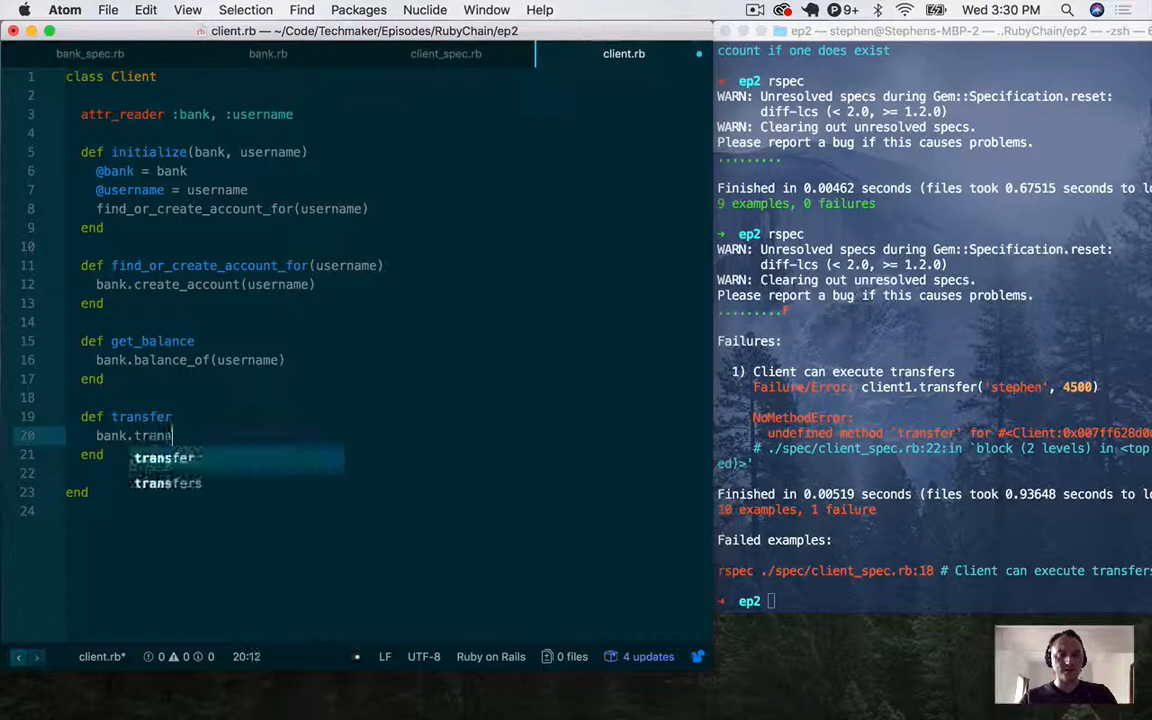 Atom File Edit View Selection Find Packages Nuclide Window Help
9+ Wed 3:30 PM
client.rb — ~/Code/Techmaker/Episodes/RubyChain/ep2
bank_spec.rb bank.rb client_spec.rb client.rb
1 class Client
2
3 attr_reader :bank, :username
4
5 def initialize(bank, username)
6 @bank = bank
7 @username = username
8 find_or_create_account_for(username)
9 end
10
11 def find_or_create_account_for(username)
12 bank.create_account(username)
13 end
14
15 def get_balance
16 bank.balance_of(username)
17 end
18
19 def transfer
20 bank.trana
transfer
21 end
transfers
22
23 end
24
client.rb* 0 0 0 20:12 LF UTF-8 Ruby on Rails 0 files 4 updates
ep2 — stephen@Stephens-MBP-2 — ..RubyChain/ep2 — -zsh — 6
ccount if one does exist
➜ ep2 rspec
WARN: Unresolved specs during Gem::Specification.reset:
diff-lcs (< 2.0, >= 1.2.0)
WARN: Clearing out unresolved specs.
Please report a bug if this causes problems.
.........
Finished in 0.00462 seconds (files took 0.67515 seconds to lo
9 examples, 0 failures
➜ ep2 rspec
WARN: Unresolved specs during Gem::Specification.reset:
diff-lcs (< 2.0, >= 1.2.0)
WARN: Clearing out unresolved specs.
Please report a bug if this causes problems.
.........F
Failures:
1) Client can execute transfers
Failure/Error: client1.transfer('stephen', 4500)
NoMethodError:
undefined method `transfer' for #<Client:0x007ff628d0
# ./spec/client_spec.rb:22:in `block (2 levels) in <top
ed)>'
Finished in 0.00519 seconds (files took 0.93648 seconds to lo
10 examples, 1 failure
Failed examples:
rspec ./spec/client_spec.rb:18 # Client can execute transfers
➜ ep2